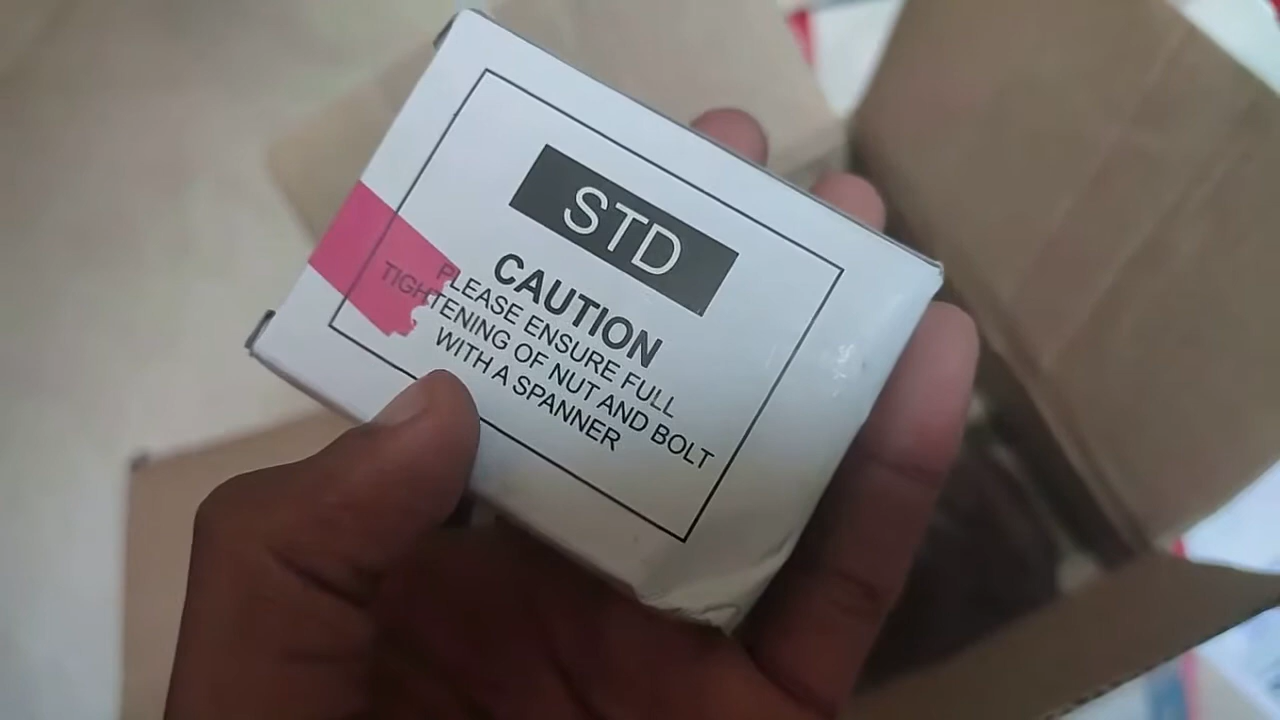 STD
CAUTION
PLEASE ENSURE FULL
TIGHTENING OF NUT AND BOLT
WITH A SPANNER